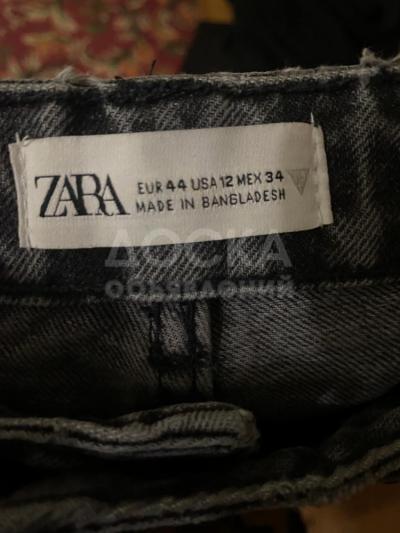 ZARA
EUR 44 USA 12 MEX 34
MADE IN BANGLADESH
ДОСКА
ОБЪЯВЛЕНИЙ